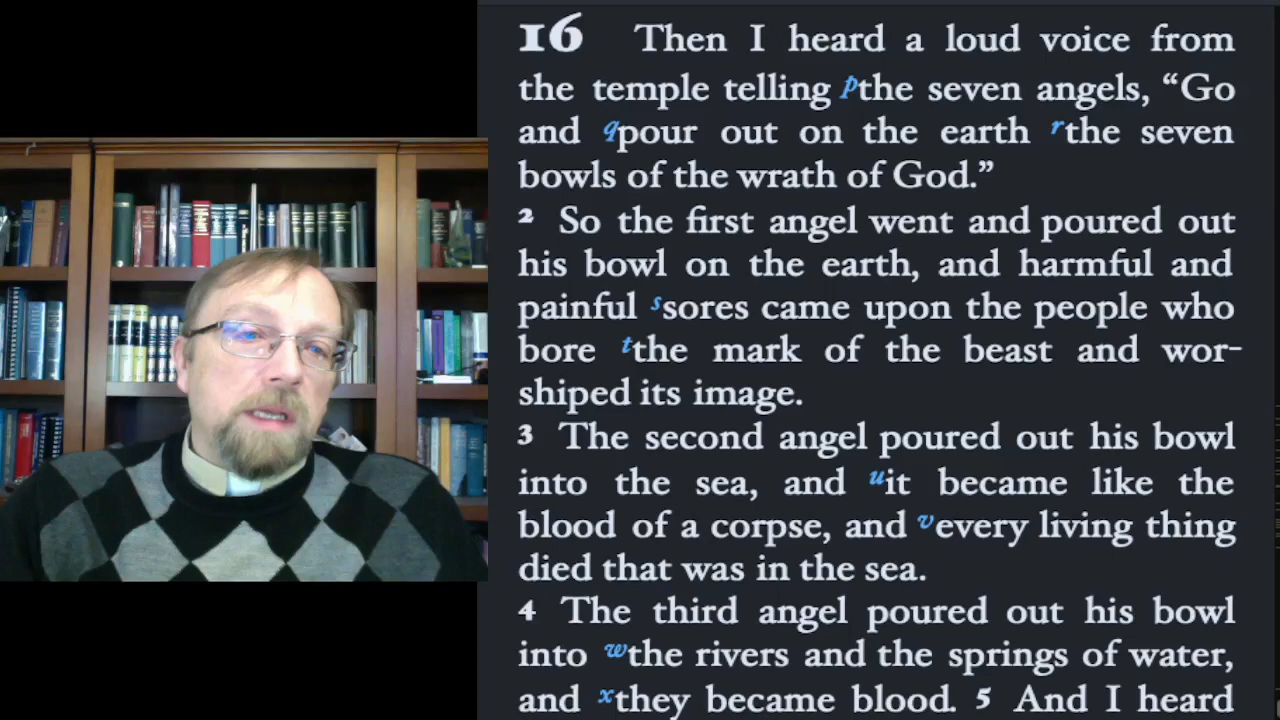 16 Then I heard a loud voice from
the temple telling pthe seven angels, “Go
and qpour out on the earth rthe seven
bowls of the wrath of God.”
2 So the first angel went and poured out
his bowl on the earth, and harmful and
painful ssores came upon the people who
bore tthe mark of the beast and wor-
shiped its image.
3 The second angel poured out his bowl
into the sea, and uit became like the
blood of a corpse, and vevery living thing
died that was in the sea.
4 The third angel poured out his bowl
into wthe rivers and the springs of water,
and xthey became blood. 5 And I heard